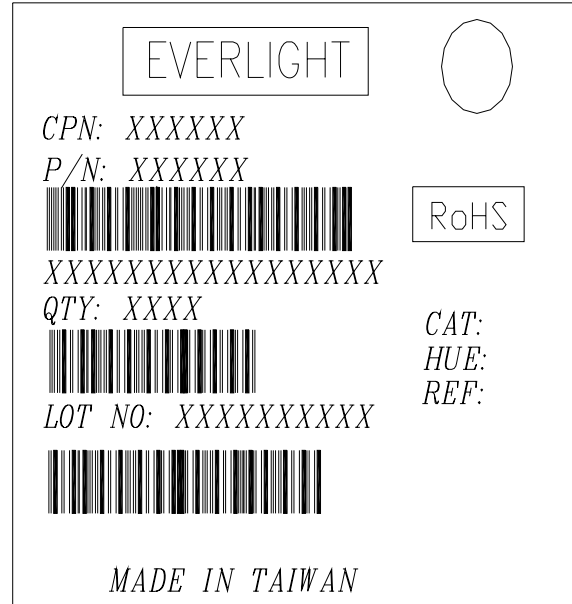 EVERLIGHT
CPN: XXXXXX
P/N: XXXXXX
RoHS
XXXXXXXXXXXXXXXXX
QTY: XXXX
CAT:
HUE:
REF:
LOT NO: XXXXXXXXXX
MADE IN TAIWAN